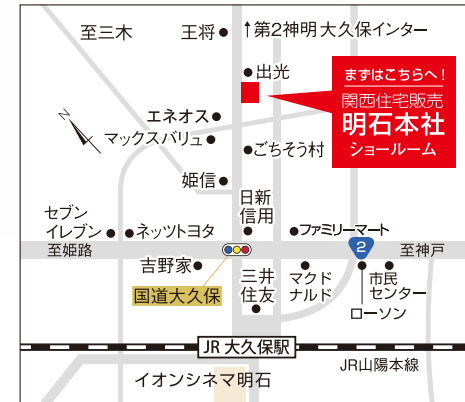 至三木
王将
↑第2神明大久保インター
出光
まずはこちらへ！
関西住宅販売
明石本社
ショールーム
N
エネオス
マックスバリュ
ごちそう村
姫信
日新
信用
セブン
イレブン
ネッツトヨタ
ファミリーマート
至姫路
2
至神戸
吉野家
国道大久保
三井
住友
マクド
ナルド
市民
センター
ローソン
JR 大久保駅
JR山陽本線
イオンシネマ明石